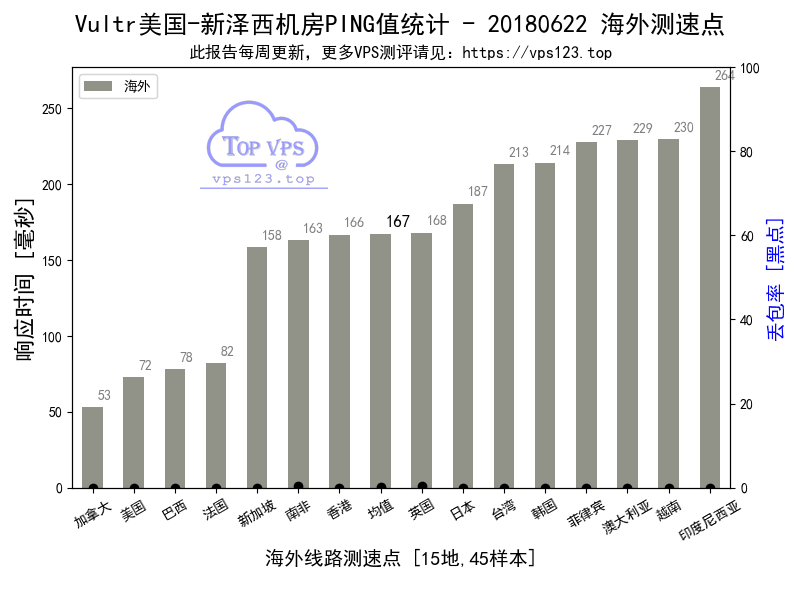 Vultr美国-新泽西机房PING值统计 - 20180622 海外测速点
此报告每周更新，更多VPS测评请见：https://vps123.top
海外
TOP VPS
@
vps123.top
响应时间 [毫秒]
丢包率 [黑点]
250
200
150
100
50
0
100
80
60
40
20
0
53
72
78
82
158
163
166
167
168
187
213
214
227
229
230
264
加拿大
美国
巴西
法国
新加坡
南非
香港
均值
英国
日本
台湾
韩国
菲律宾
澳大利亚
越南
印度尼西亚
海外线路测速点 [15地,45样本]